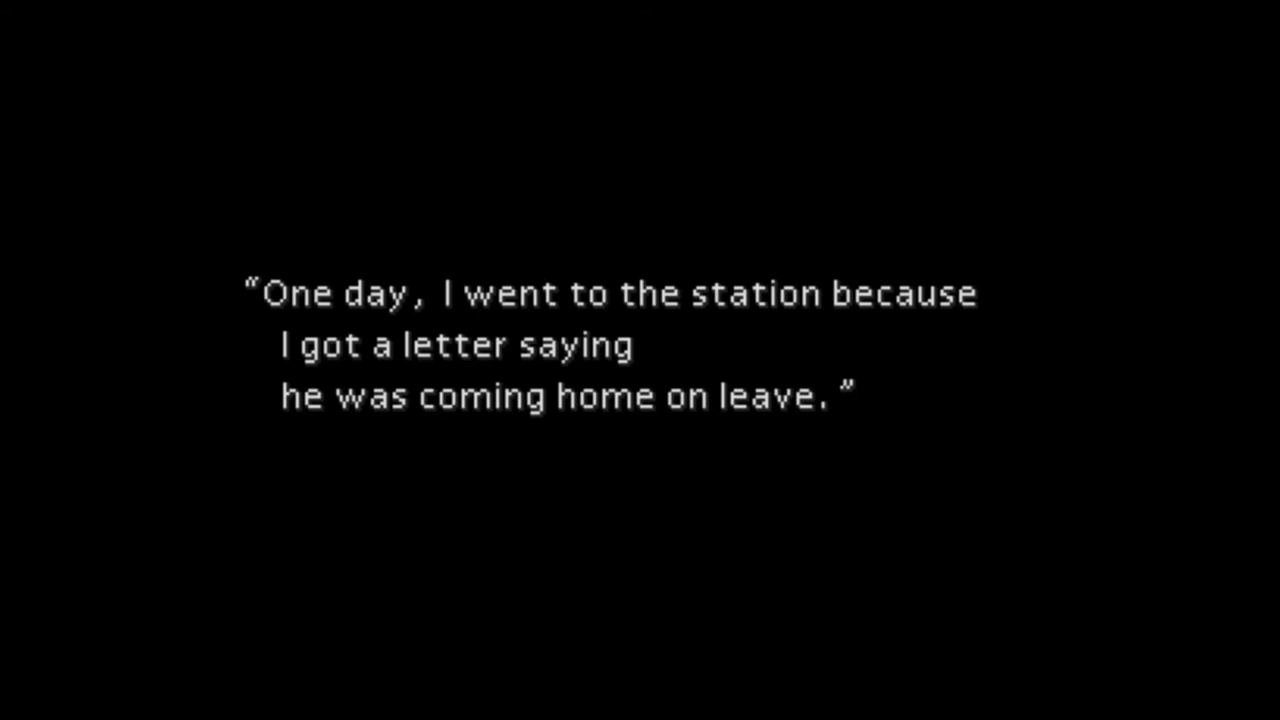 “One day, I went to the station because
I got a letter saying
he was coming home on leave.”